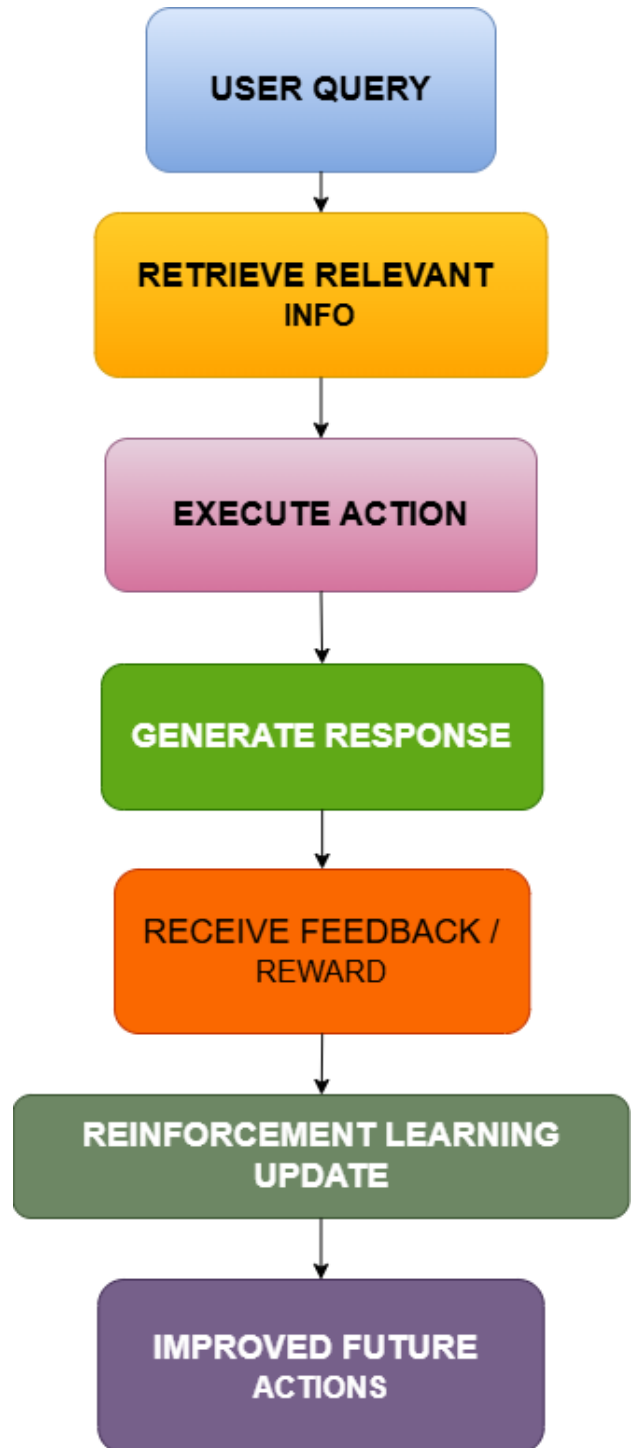 USER QUERY
RETRIEVE RELEVANT
INFO
EXECUTE ACTION
GENERATE RESPONSE
RECEIVE FEEDBACK /
REWARD
REINFORCEMENT LEARNING
UPDATE
IMPROVED FUTURE
ACTIONS